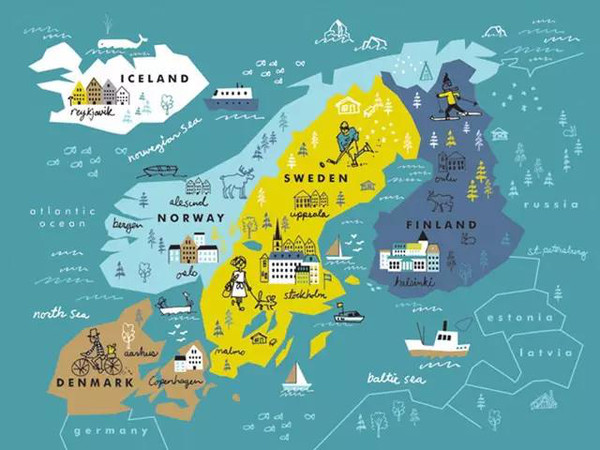 ICELAND
reykjavik
norwegian sea
SWEDEN
oulu
alesund
uppsala
atlantic
ocean
NORWAY
russia
bergen
FINLAND
oslo
st. petersburg
helsinki
stockholm
north sea
estonia
aarhus
malmo
latvia
DENMARK
Copenhagen
baltic sea
germany